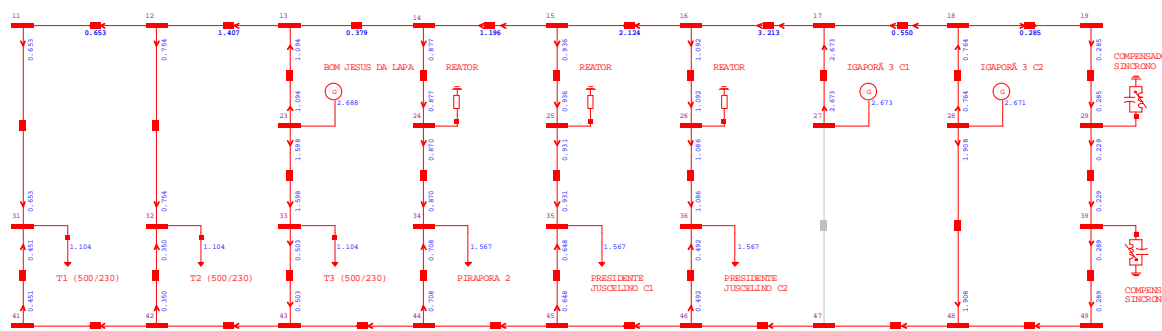 11 12 13 14 15 16 17 18 19
0.653 1.407 0.379 1.196 2.124 3.213 0.550 0.285
0.653 0.754 1.094 0.877 0.936 1.092 2.673 0.764 0.285
BOM JESUS DA LAPA REATOR REATOR REATOR IGAPORÃ 3 C1 IGAPORÃ 3 C2
COMPENSAD
SINCRONO
G G G
2.688 2.673 2.671
1.094 0.877 0.936 1.092 2.673 0.764 0.285
23 24 25 26 27 28 29
1.598 0.870 0.931 1.086 1.908 0.229
0.653 0.754 1.598 0.870 0.931 1.086 0.229
31 32 33 34 35 36 39
1.104 1.104 1.104 1.567 1.567 1.567
0.451 0.350 0.503 0.708 0.648 0.492 0.289
T1 (500/230) T2 (500/230) T3 (500/230) PIRAPORA 2 PRESIDENTE
JUSCELINO C1
PRESIDENTE
JUSCELINO C2
COMPENS
SINCRON
0.451 0.350 0.503 0.708 0.648 0.492 1.908 0.289
41 42 43 44 45 46 47 48 49